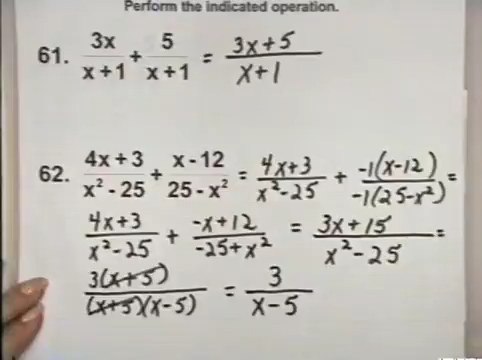 Perform the indicated operation.
61. 3x/(x+1) + 5/(x+1) = (3x+5)/(x+1)
62. (4x+3)/(x² - 25) + (x-12)/(25 - x²) = (4x+3)/(x²-25) + -1(x-12)/-1(25-x²) =
(4x+3)/(x²-25) + (-x+12)/(-25+x²) = (3x+15)/(x²-25) =
3(x+5)/(x+5)(x-5) = 3/(x-5)